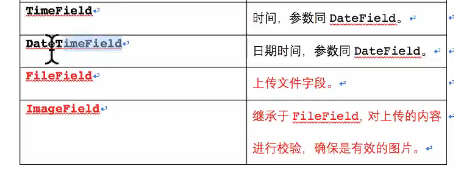 TimeField
时间，参数同 DateField。
DateTimeField
日期时间，参数同 DateField。
FileField
上传文件字段。
ImageField
继承于 FileField，对上传的内容
进行校验，确保是有效的图片。